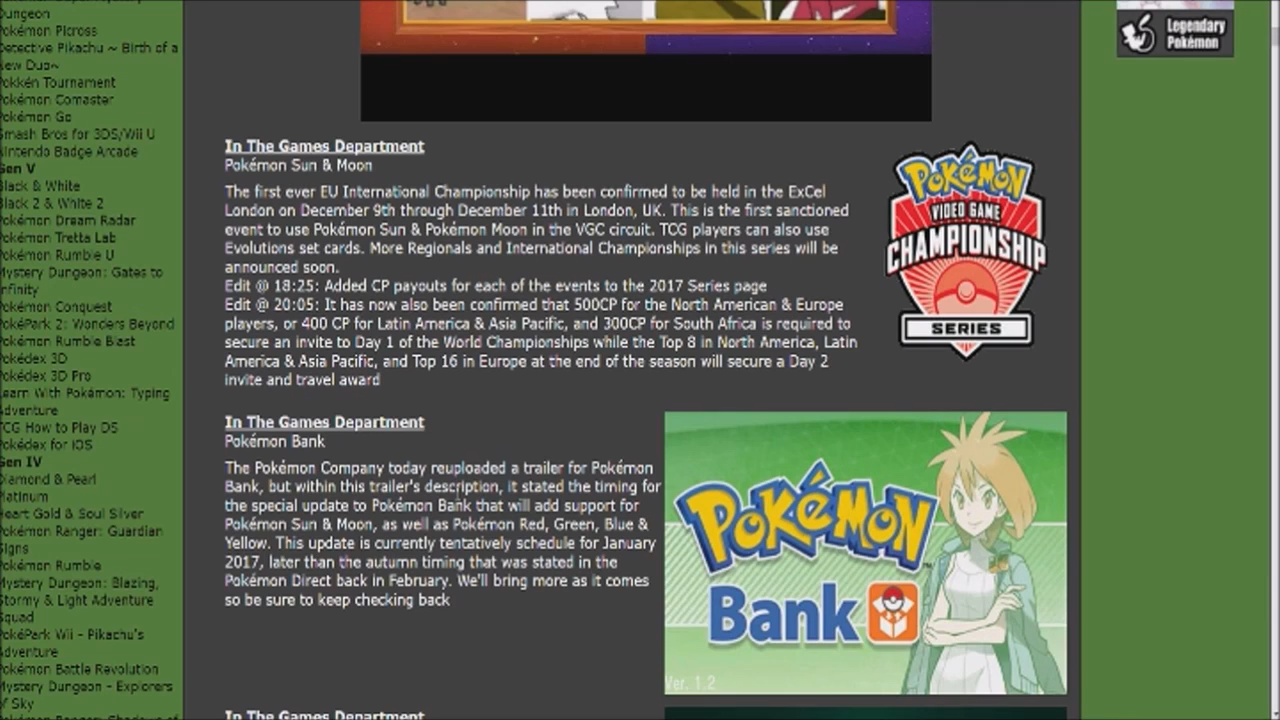 Dungeon
Pokémon Picross
Detective Pikachu ~ Birth of a
New Duo~
Pokkén Tournament
Pokémon Comaster
Pokémon Go
Smash Bros for 3DS/Wii U
Nintendo Badge Arcade
Gen V
Black & White
Black 2 & White 2
Pokémon Dream Radar
Pokémon Tretta Lab
Pokémon Rumble U
Mystery Dungeon: Gates to
Infinity
Pokémon Conquest
PokéPark 2: Wonders Beyond
Pokémon Rumble Blast
Pokédex 3D
Pokédex 3D Pro
Learn With Pokémon: Typing
Adventure
TCG How to Play DS
Pokédex for iOS
Gen IV
Diamond & Pearl
Platinum
Heart Gold & Soul Silver
Pokémon Ranger: Guardian
Signs
Pokémon Rumble
Mystery Dungeon: Blazing,
Stormy & Light Adventure
Squad
PokéPark Wii - Pikachu's
Adventure
Pokémon Battle Revolution
Mystery Dungeon - Explorers
of Sky
Legendary
Pokémon
In The Games Department
Pokémon Sun & Moon
The first ever EU International Championship has been confirmed to be held in the ExCel
London on December 9th through December 11th in London, UK. This is the first sanctioned
event to use Pokémon Sun & Pokémon Moon in the VGC circuit. TCG players can also use
Evolutions set cards. More Regionals and International Championships in this series will be
announced soon.
Edit @ 18:25: Added CP payouts for each of the events to the 2017 Series page
Edit @ 20:05: It has now also been confirmed that 500CP for the North American & Europe
players, or 400 CP for Latin America & Asia Pacific, and 300CP for South Africa is required to
secure an invite to Day 1 of the World Championships while the Top 8 in North America, Latin
America & Asia Pacific, and Top 16 in Europe at the end of the season will secure a Day 2
invite and travel award
Pokémon
VIDEO GAME
CHAMPIONSHIP
SERIES
In The Games Department
Pokémon Bank
The Pokémon Company today reuploaded a trailer for Pokémon
Bank, but within this trailer's description, it stated the timing for
the special update to Pokémon Bank that will add support for
Pokémon Sun & Moon, as well as Pokémon Red, Green, Blue &
Yellow. This update is currently tentatively schedule for January
2017, later than the autumn timing that was stated in the
Pokémon Direct back in February. We'll bring more as it comes
so be sure to keep checking back
Pokémon
Bank
Ver. 1.2
In The Games Department